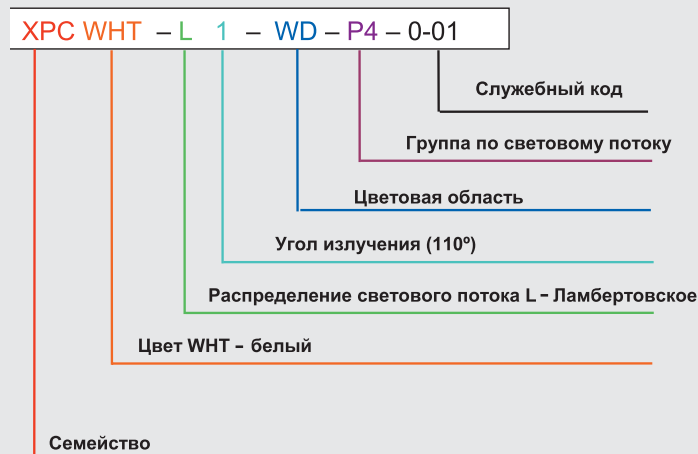 XPC WHT – L 1 – WD – P4 – 0-01
Служебный код
Группа по световому потоку
Цветовая область
Угол излучения (110º)
Распределение светового потока L – Ламбертовское
Цвет WHT – белый
Семейство